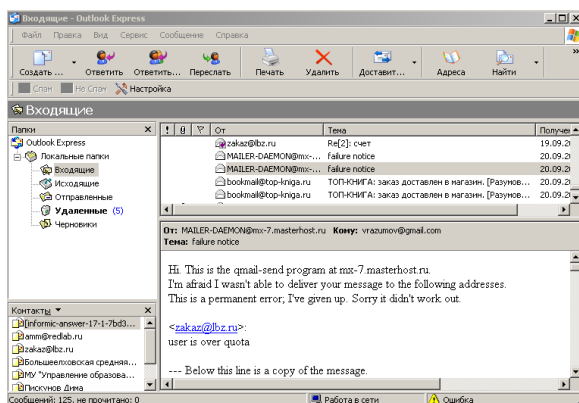 Входящие - Outlook Express
Файл Правка Вид Сервис Сообщение Справка
Создать ... Ответить Ответить... Переслать Печать Удалить Доставит... Адреса Найти
Спам Не Спам Настройка
Входящие
Папки
Outlook Express
Локальные папки
Входящие
Исходящие
Отправленные
Удаленные (5)
Черновики
! От Тема Получен
zakaz@lbz.ru Re[2]: счет 19.09.20
MAILER-DAEMON@mx-... failure notice 20.09.20
MAILER-DAEMON@mx-... failure notice 20.09.20
bookmail@top-kniga.ru ТОП-КНИГА: заказ доставлен в магазин. [Разумов... 20.09.20
bookmail@top-kniga.ru ТОП-КНИГА: заказ доставлен в магазин. [Разумов... 20.09.20
От: MAILER-DAEMON@mx-7.masterhost.ru Кому: vrazumov@gmail.com
Тема: failure notice
Hi. This is the qmail-send program at mx-7.masterhost.ru.
I'm afraid I wasn't able to deliver your message to the following addresses.
This is a permanent error; I've given up. Sorry it didn't work out.
<zakaz@lbz.ru>:
user is over quota
--- Below this line is a copy of the message.
Контакты
[informic-answer-17-1-7bd3...
amm@redlab.ru
zakaz@lbz.ru
Большеелховская средняя...
МУ "Управление образова...
Пискунов Дима
Сообщений: 125, не прочитано: 0
Работа в сети
Ошибка